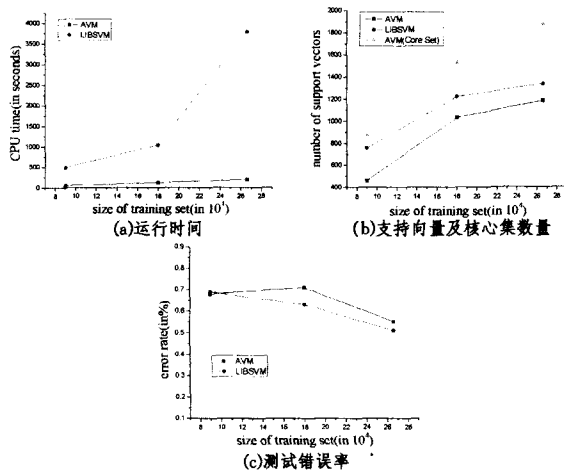 AVM
LIBSVM
4000
3500
3000
2500
2000
1500
1000
500
0
CPU time(in seconds)
8 10 12 14 16 18 20 22 24 26 28
size of training set(in 10⁴)
(a)运行时间
AVM
LIBSVM
AVM(Core Set)
2000
1800
1600
1400
1200
1000
800
600
400
number of support vectors
8 10 12 14 16 18 20 22 24 26 28
size of training set(in 10⁴)
(b)支持向量及核心集数量
0.9
0.8
0.7
0.6
0.5
0.4
0.3
0.2
0.1
error rate(in%)
AVM
LIBSVM
8 10 12 14 16 18 20 22 24 26 28
size of training set(in 10⁴)
(c)测试错误率